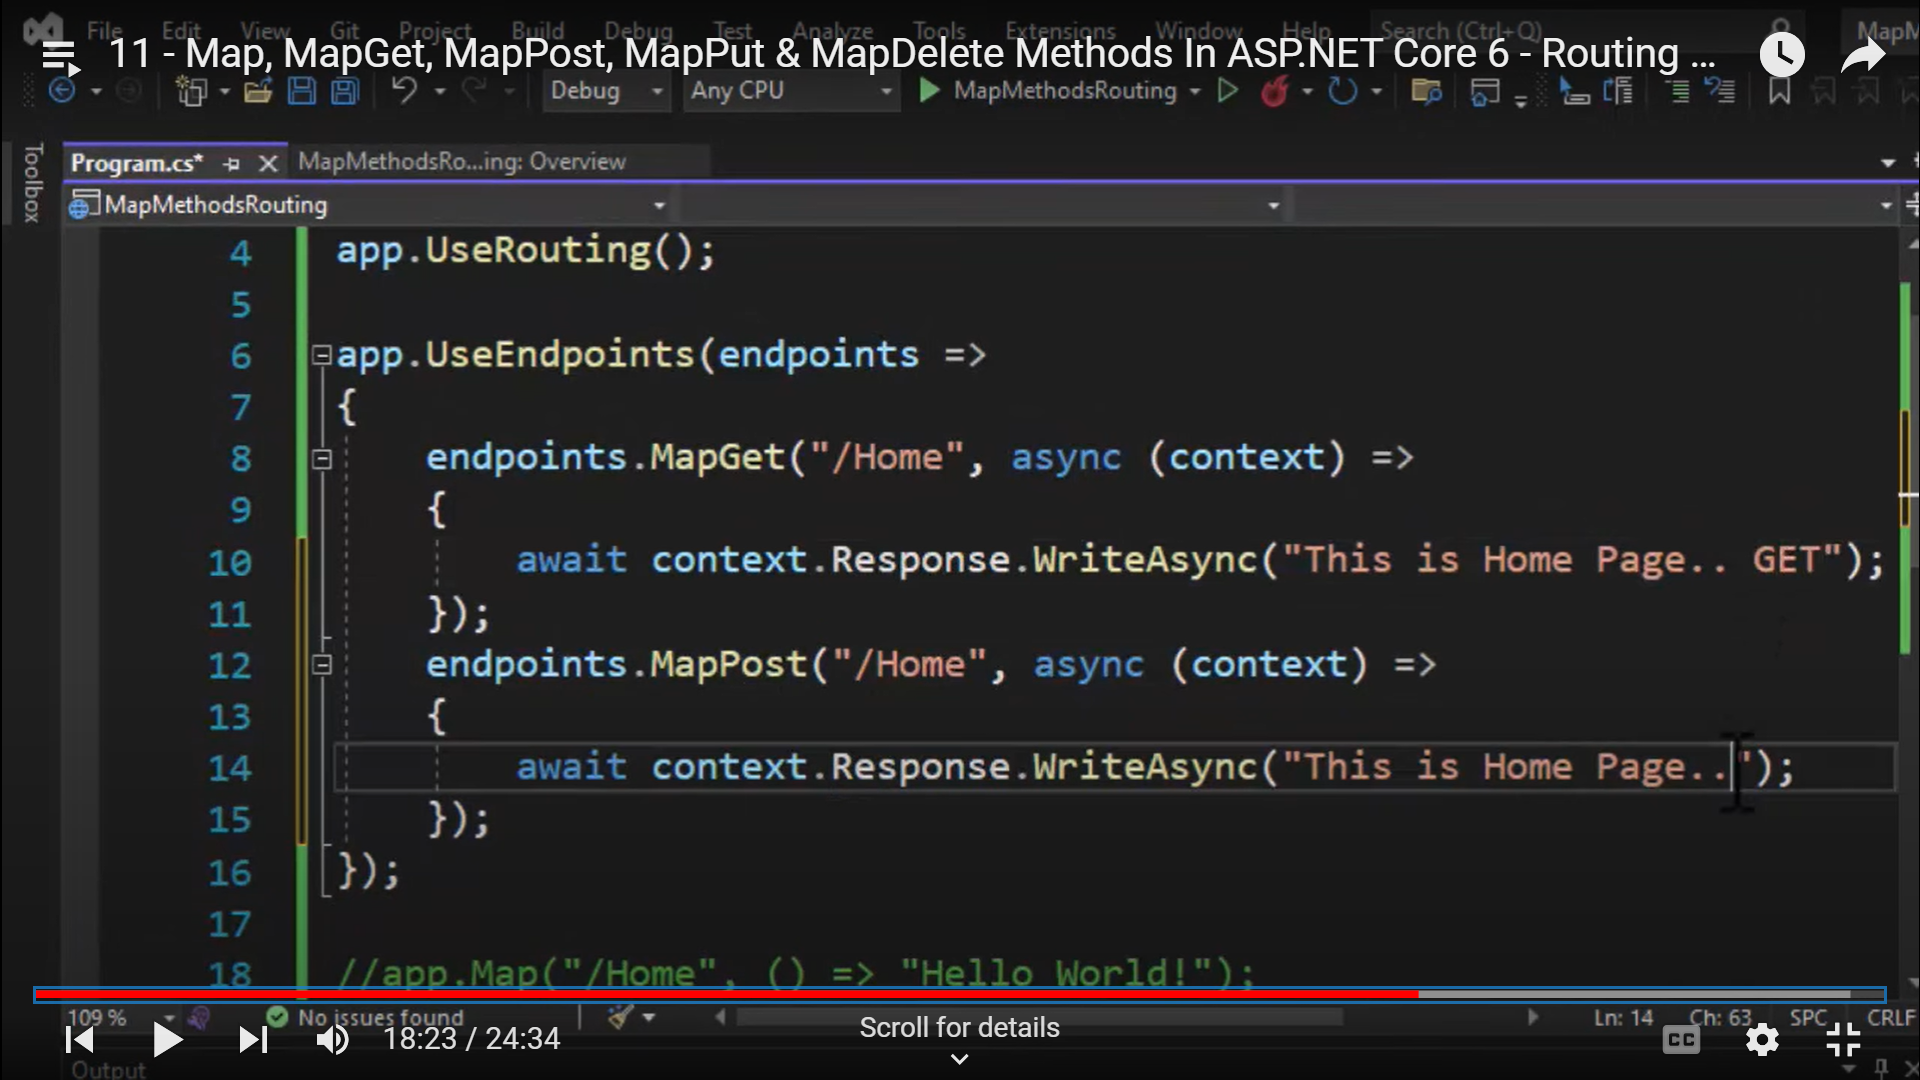 File Edit View Git Project Build Debug Test Analyze Tools Extensions Window Help Search (Ctrl+Q) MapM
11 - Map, MapGet, MapPost, MapPut & MapDelete Methods In ASP.NET Core 6 - Routing ...
Debug Any CPU MapMethodsRouting
Toolbox
Program.cs* MapMethodsRo...ing: Overview
MapMethodsRouting
4 app.UseRouting();
5
6 app.UseEndpoints(endpoints =>
7 {
8 endpoints.MapGet("/Home", async (context) =>
9 {
10 await context.Response.WriteAsync("This is Home Page.. GET");
11 });
12 endpoints.MapPost("/Home", async (context) =>
13 {
14 await context.Response.WriteAsync("This is Home Page..");
15 });
16 });
17
18 //app.Map("/Home", () => "Hello World!");
109 % No issues found Ln: 14 Ch: 63 SPC CRLF
18:23 / 24:34 Scroll for details CC
Output